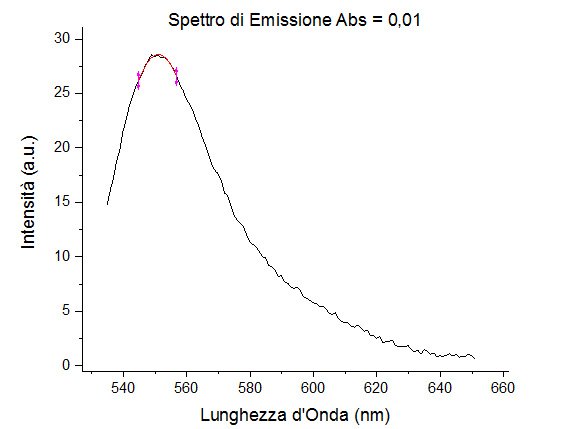 Spettro di Emissione Abs = 0,01
30
25
20
15
10
5
0
Intensità (a.u.)
540 560 580 600 620 640 660
Lunghezza d'Onda (nm)